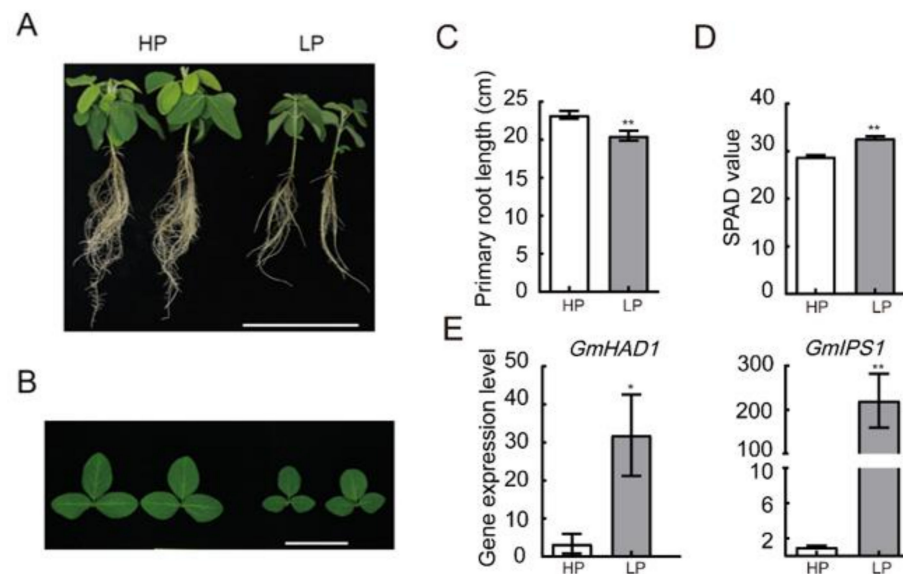 A
HP
LP
B
C
Primary root length (cm)
25
20
15
10
5
0
HP
LP
**
D
SPAD value
40
30
20
10
0
HP
LP
**
E
Gene expression level
GmHAD1
50
40
30
20
10
0
HP
LP
*
GmIPS1
300
200
100
10
6
2
HP
LP
**